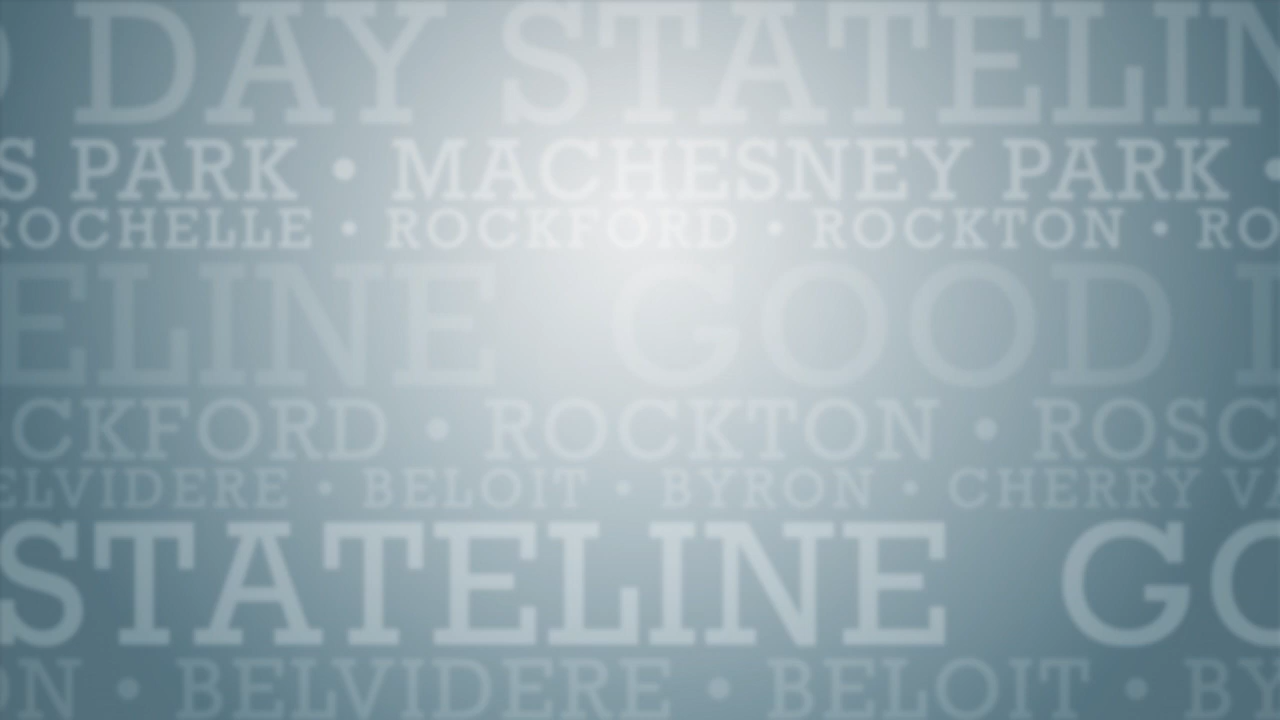 DAY STATELIN
S PARK • MACHESNEY PARK •
ROCHELLE • ROCKFORD • ROCKTON • RO
ELINE GOOD D
CKFORD • ROCKTON • ROSC
ELVIDERE • BELOIT • BYRON • CHERRY VA
STATELINE GO
ON • BELVIDERE • BELOIT • BY